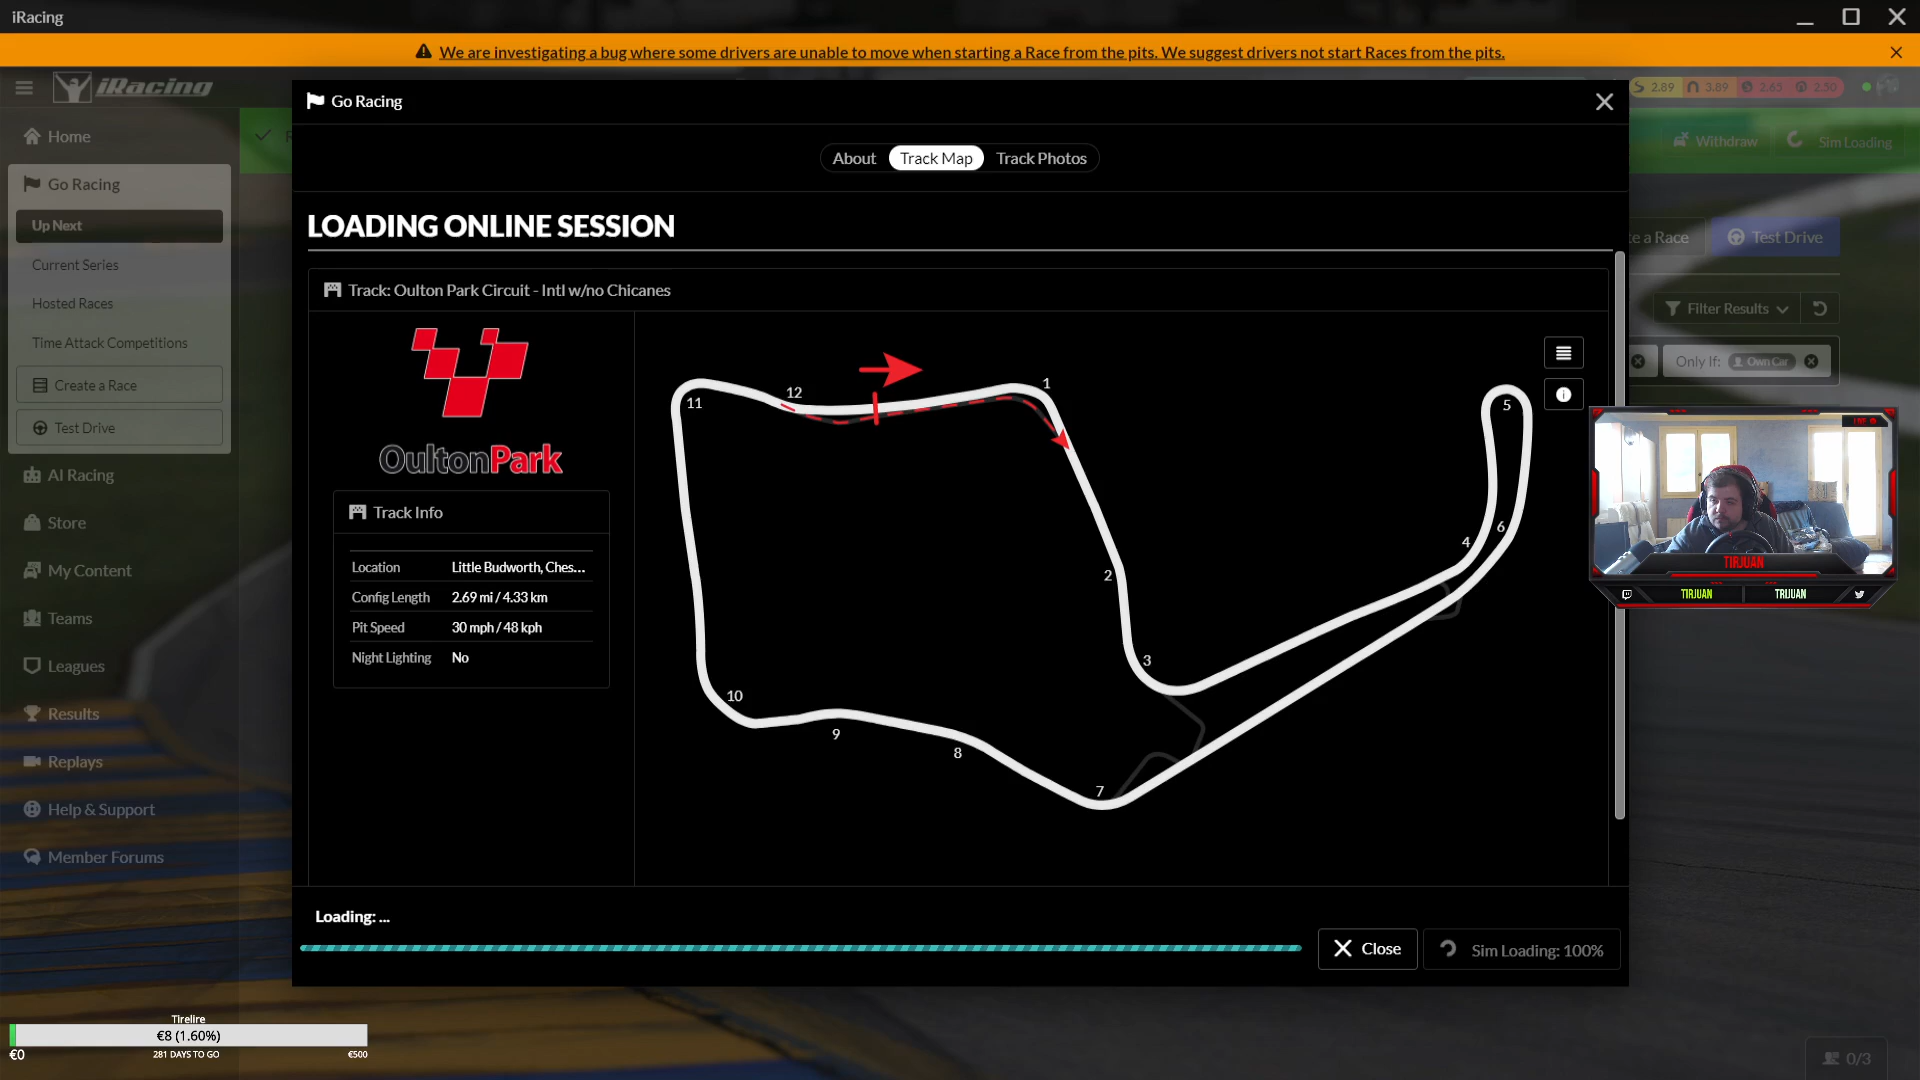 iRacing
We are investigating a bug where some drivers are unable to move when starting a Race from the pits. We suggest drivers not start Races from the pits.
iRacing
2.89 3.89 2.63 2.50
Go Racing
Home
Withdraw
Sim Loading
About
Track Map
Track Photos
Go Racing
Up Next
LOADING ONLINE SESSION
te a Race
Test Drive
Current Series
Track: Oulton Park Circuit - Intl w/no Chicanes
Hosted Races
Filter Results
Time Attack Competitions
Only If: Own Car
Create a Race
Test Drive
1
2
3
4
5
6
7
8
9
10
11
12
OultonPark
AI Racing
Track Info
Store
Location Little Budworth, Ches...
My Content
Config Length 2.69 mi / 4.33 km
Teams
Pit Speed 30 mph / 48 kph
Night Lighting No
Leagues
TIRJUAN
TIRJUAN
TRIJUAN
Results
Replays
Help & Support
Member Forums
Loading: ...
Close
Sim Loading: 100%
Tirelire
€8 (1.60%)
€0
281 DAYS TO GO
€500
0/3